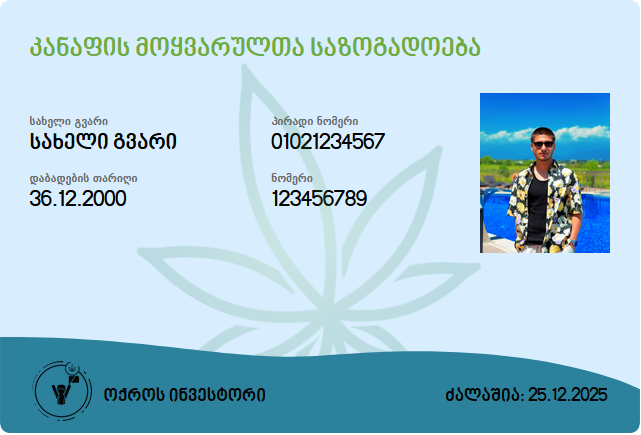 კანაფის მოყვარულთა საზოგადოება
სახელი გვარი
სახელი გვარი
პირადი ნომერი
01021234567
დაბადების თარიღი
36.12.2000
ნომერი
123456789
ოქროს ინვესტორი
ძალაშია: 25.12.2025